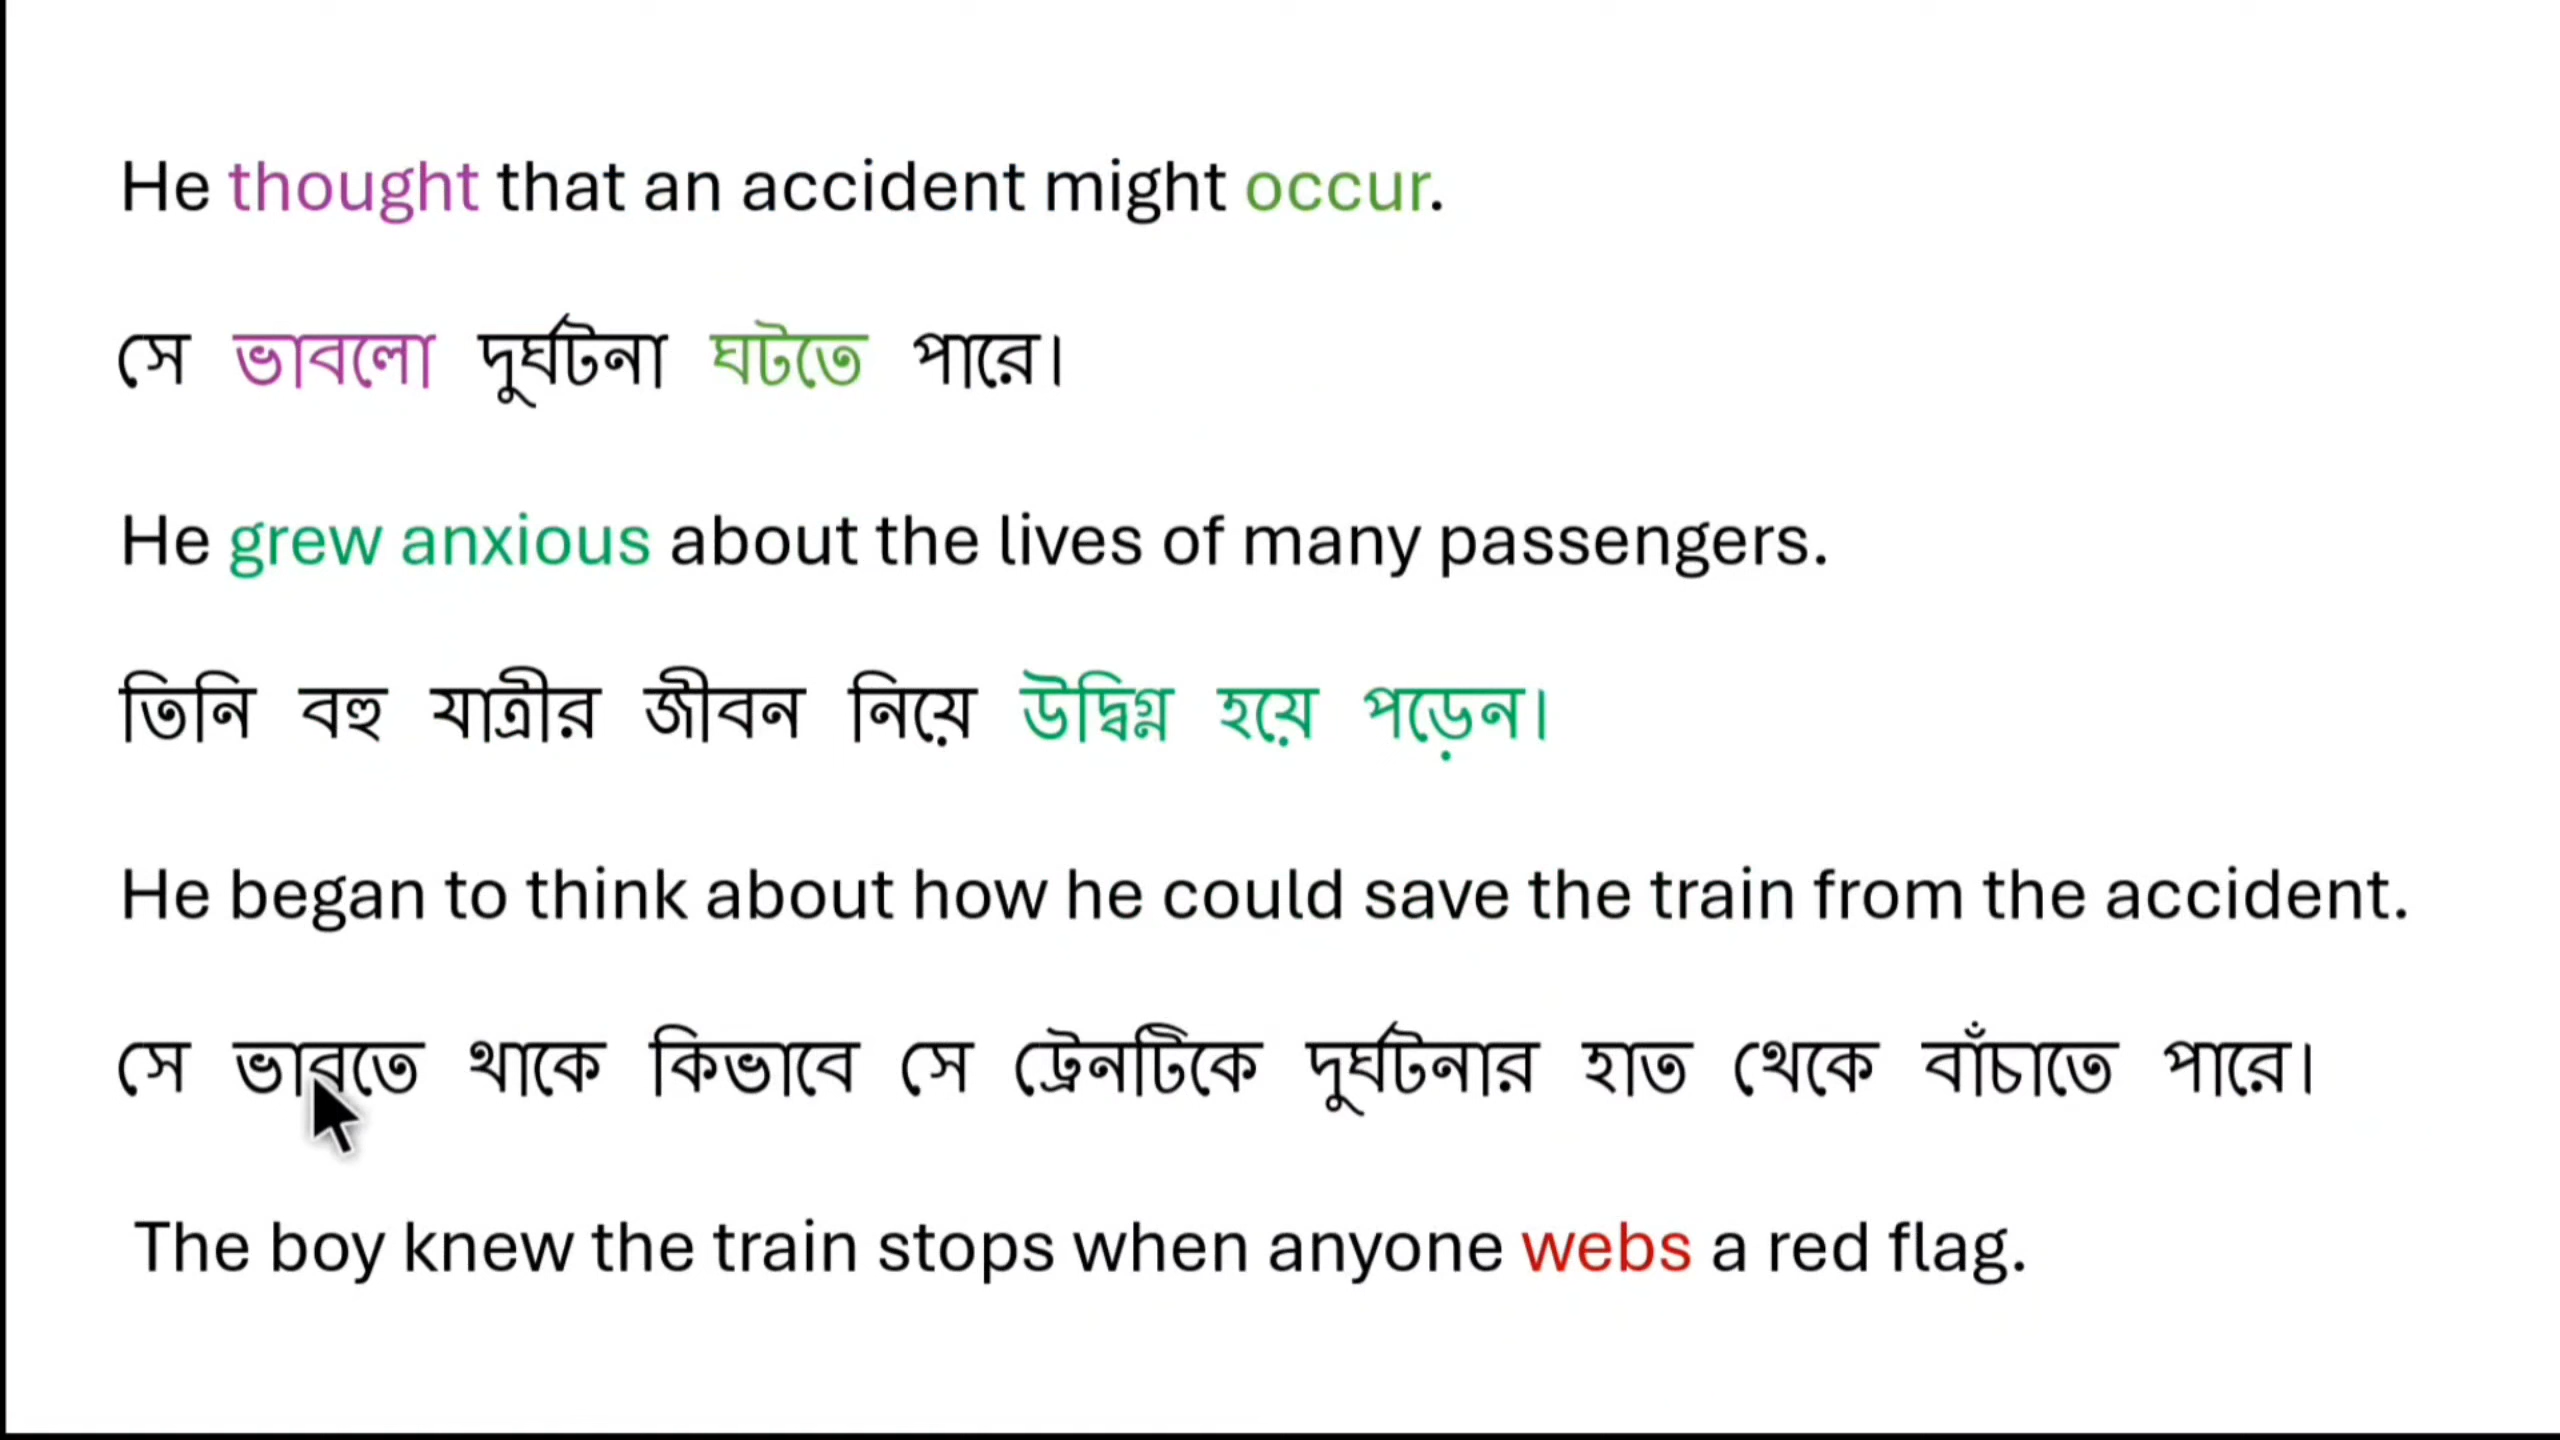 He thought that an accident might occur.
সে ভাবলো দুর্ঘটনা ঘটতে পারে।
He grew anxious about the lives of many passengers.
তিনি বহু যাত্রীর জীবন নিয়ে উদ্বিগ্ন হয়ে পড়েন।
He began to think about how he could save the train from the accident.
সে ভাবতে থাকে কিভাবে সে ট্রেনটিকে দুর্ঘটনার হাত থেকে বাঁচাতে পারে।
The boy knew the train stops when anyone webs a red flag.